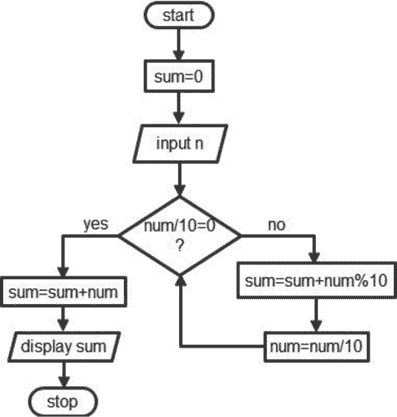 start
sum=0
input n
num/10=0
?
yes
no
sum=sum+num
sum=sum+num%10
display sum
num=num/10
stop